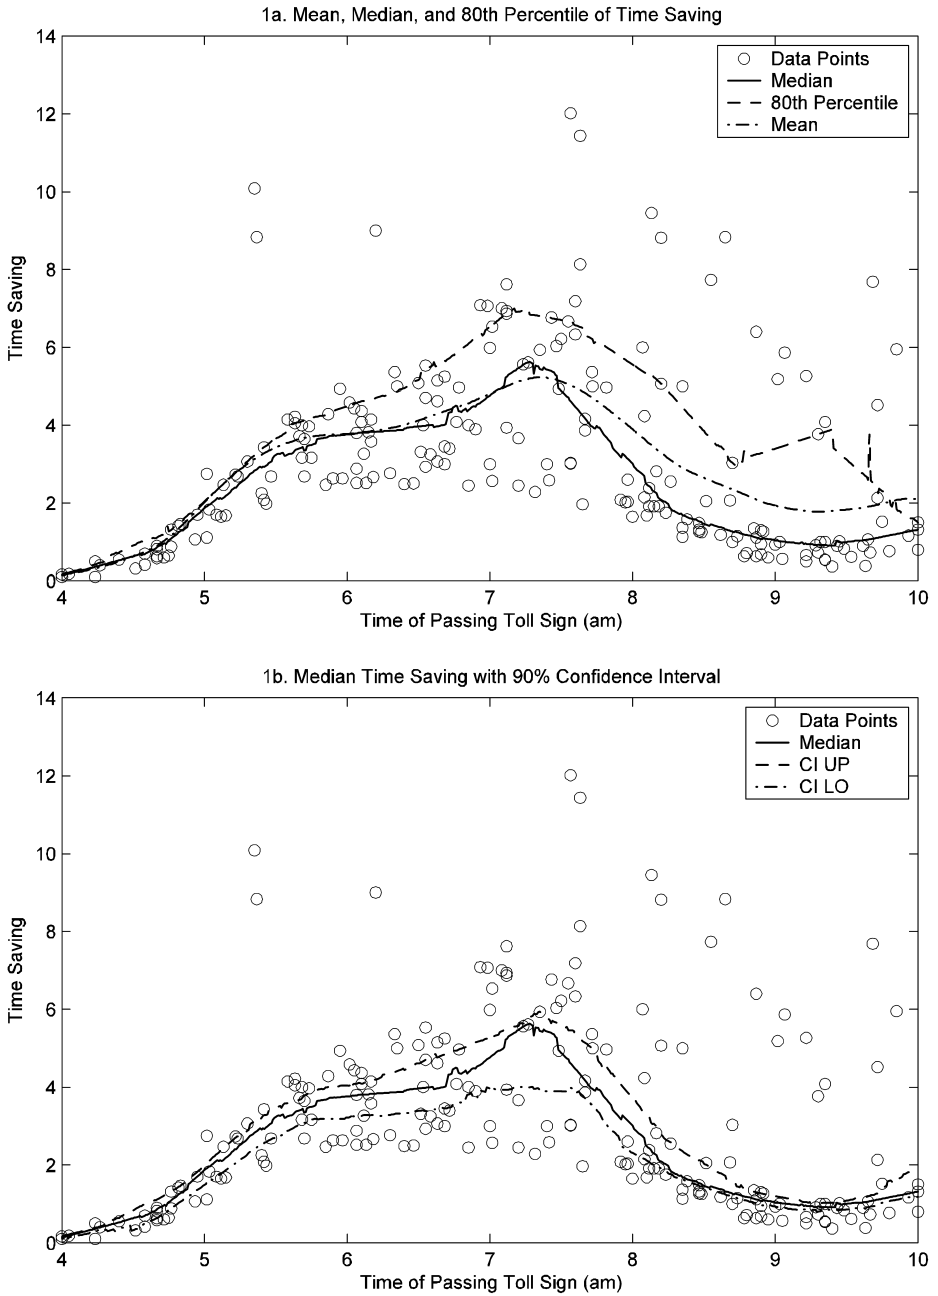 1a. Mean, Median, and 80th Percentile of Time Saving
14
12
10
8
6
4
2
0
Time Saving
Data Points
Median
80th Percentile
Mean
4 5 6 7 8 9 10
Time of Passing Toll Sign (am)
1b. Median Time Saving with 90% Confidence Interval
14
12
10
8
6
4
2
0
Time Saving
Data Points
Median
CI UP
CI LO
4 5 6 7 8 9 10
Time of Passing Toll Sign (am)